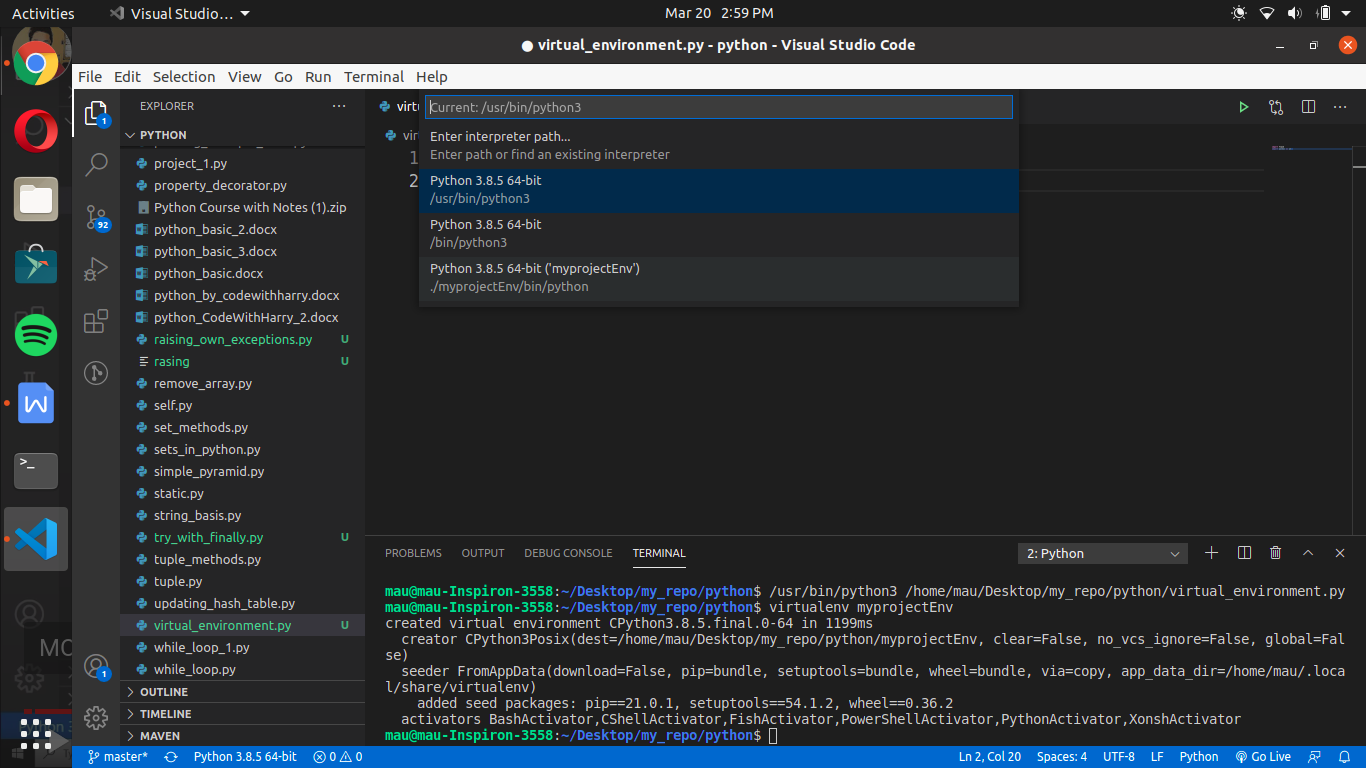 Activities
Visual Studio…
Mar 20 2:59 PM
● virtual_environment.py - python - Visual Studio Code
File Edit Selection View Go Run Terminal Help
EXPLORER
PYTHON
project_1.py
property_decorator.py
Python Course with Notes (1).zip
python_basic_2.docx
python_basic_3.docx
python_basic.docx
python_by_codewithharry.docx
python_CodeWithHarry_2.docx
raising_own_exceptions.py U
rasing U
remove_array.py
self.py
set_methods.py
sets_in_python.py
simple_pyramid.py
static.py
string_basis.py
try_with_finally.py U
tuple_methods.py
tuple.py
updating_hash_table.py
virtual_environment.py U
while_loop_1.py
while_loop.py
OUTLINE
TIMELINE
MAVEN
1
92
1
Current: /usr/bin/python3
Enter interpreter path...
Enter path or find an existing interpreter
Python 3.8.5 64-bit
/usr/bin/python3
Python 3.8.5 64-bit
/bin/python3
Python 3.8.5 64-bit ('myprojectEnv')
./myprojectEnv/bin/python
1
2
PROBLEMS OUTPUT DEBUG CONSOLE TERMINAL
2: Python
mau@mau-Inspiron-3558:~/Desktop/my_repo/python$ /usr/bin/python3 /home/mau/Desktop/my_repo/python/virtual_environment.py
mau@mau-Inspiron-3558:~/Desktop/my_repo/python$ virtualenv myprojectEnv
created virtual environment CPython3.8.5.final.0-64 in 1199ms
creator CPython3Posix(dest=/home/mau/Desktop/my_repo/python/myprojectEnv, clear=False, no_vcs_ignore=False, global=Fal
se)
seeder FromAppData(download=False, pip=bundle, setuptools=bundle, wheel=bundle, via=copy, app_data_dir=/home/mau/.loca
l/share/virtualenv)
added seed packages: pip==21.0.1, setuptools==54.1.2, wheel==0.36.2
activators BashActivator,CShellActivator,FishActivator,PowerShellActivator,PythonActivator,XonshActivator
mau@mau-Inspiron-3558:~/Desktop/my_repo/python$
master* Python 3.8.5 64-bit 0 0
Ln 2, Col 20 Spaces: 4 UTF-8 LF Python Go Live